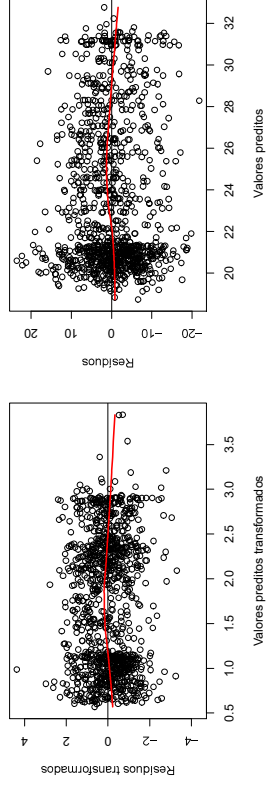 20 22 24 26 28 30 32
Valores preditos
20 10 0 −10 −20
Resíduos
0.5 1.0 1.5 2.0 2.5 3.0 3.5
Valores preditos transformados
4 2 0 −2 −4
Resíduos transformados